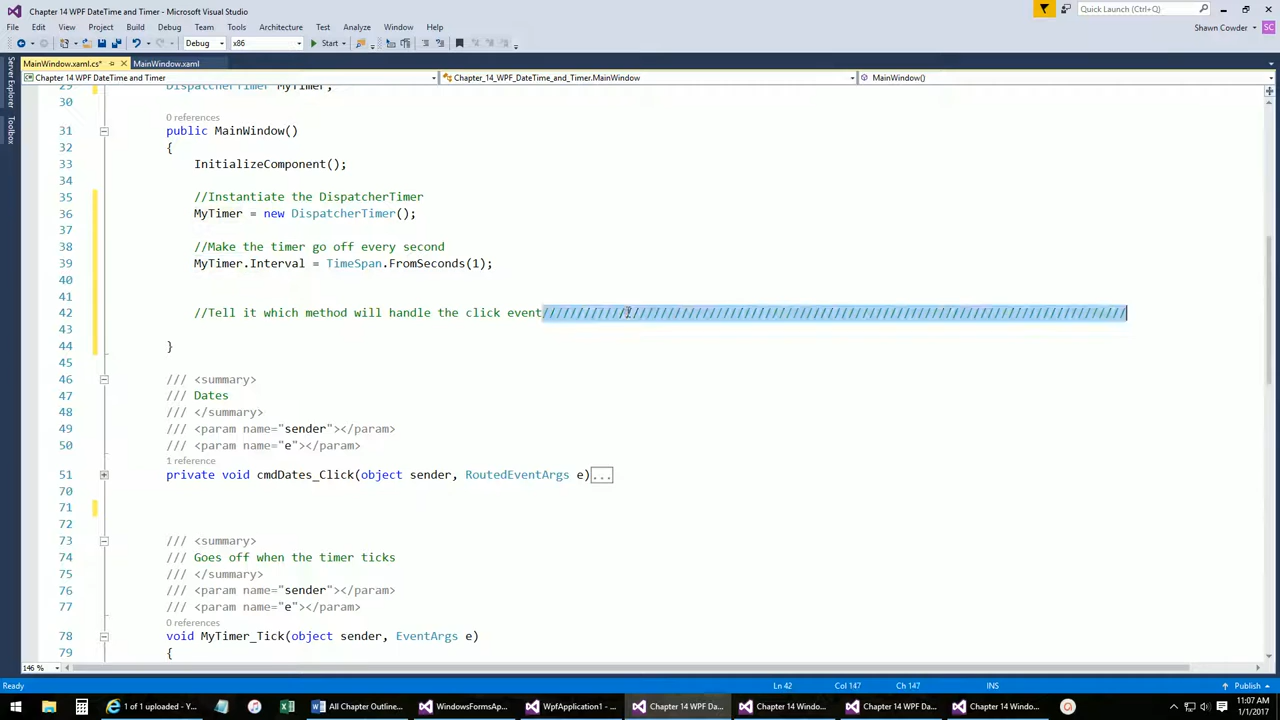 Chapter 14 WPF DateTime and Timer - Microsoft Visual Studio
Quick Launch (Ctrl+Q)
File Edit View Project Build Debug Team Tools Test Analyze Window Help
Shawn Cowder
SC
Debug x86 Start
MainWindow.xaml.cs* MainWindow.xaml
Chapter 14 WPF DateTime and Timer Chapter_14_WPF_DateTime_and_Timer.MainWindow MainWindow()
Server Explorer
Toolbox
29 DispatcherTimer MyTimer;
30
0 references
31 public MainWindow()
32 {
33 InitializeComponent();
34
35 //Instantiate the DispatcherTimer
36 MyTimer = new DispatcherTimer();
37
38 //Make the timer go off every second
39 MyTimer.Interval = TimeSpan.FromSeconds(1);
40
41
42 //Tell it which method will handle the click event////////////////////////////////////////////////////////////////////////////////////
43
44 }
45
46 /// <summary>
47 /// Dates
48 /// </summary>
49 /// <param name="sender"></param>
50 /// <param name="e"></param>
1 reference
51 private void cmdDates_Click(object sender, RoutedEventArgs e)...
70
71
72
73 /// <summary>
74 /// Goes off when the timer ticks
75 /// </summary>
76 /// <param name="sender"></param>
77 /// <param name="e"></param>
0 references
78 void MyTimer_Tick(object sender, EventArgs e)
79 {
146 %
Ready Ln 42 Col 147 Ch 147 INS Publish
1 of 1 uploaded - Y... All Chapter Outline... WindowsFormsAp... WpfApplication1 - ... Chapter 14 WPF Da... Chapter 14 Windo... Chapter 14 WPF Da... Chapter 14 Windo...
11:07 AM
1/1/2017